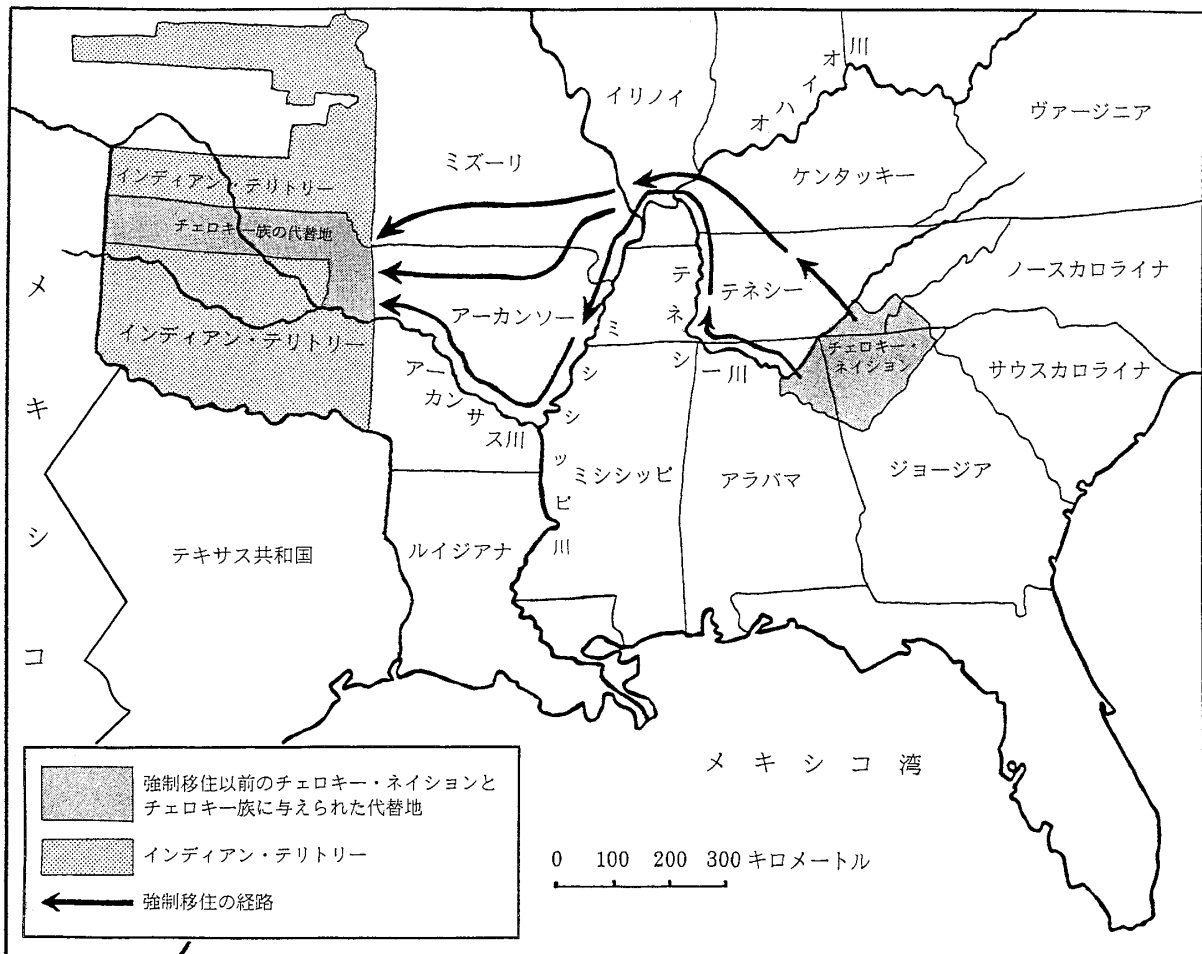 イリノイ
オハイオ川
ヴァージニア
ミズーリ
ケンタッキー
インディアン・テリトリー
チェロキー族の代替地
インディアン・テリトリー
アーカンソー
アーカンサス川
テネシー川
テネシー
ノースカロライナ
チェロキー・
ネイション
サウスカロライナ
ミシシッピ川
ミシシッピ
アラバマ
ジョージア
メキシコ
テキサス共和国
ルイジアナ
メキシコ湾
強制移住以前のチェロキー・ネイションと
チェロキー族に与えられた代替地
インディアン・テリトリー
強制移住の経路
0 100 200 300 キロメートル